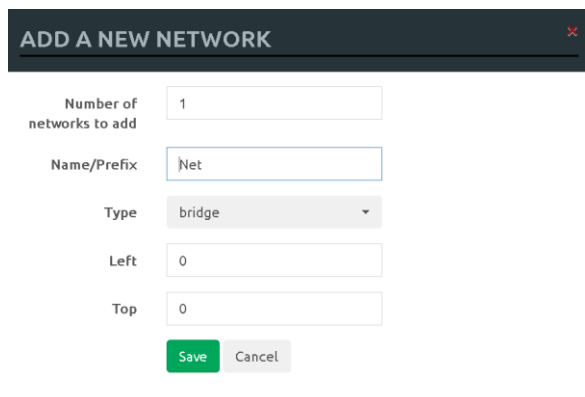 ADD A NEW NETWORK
Number of
networks to add
1
Name/Prefix
Net
Type
bridge
Left
0
Top
0
Save
Cancel